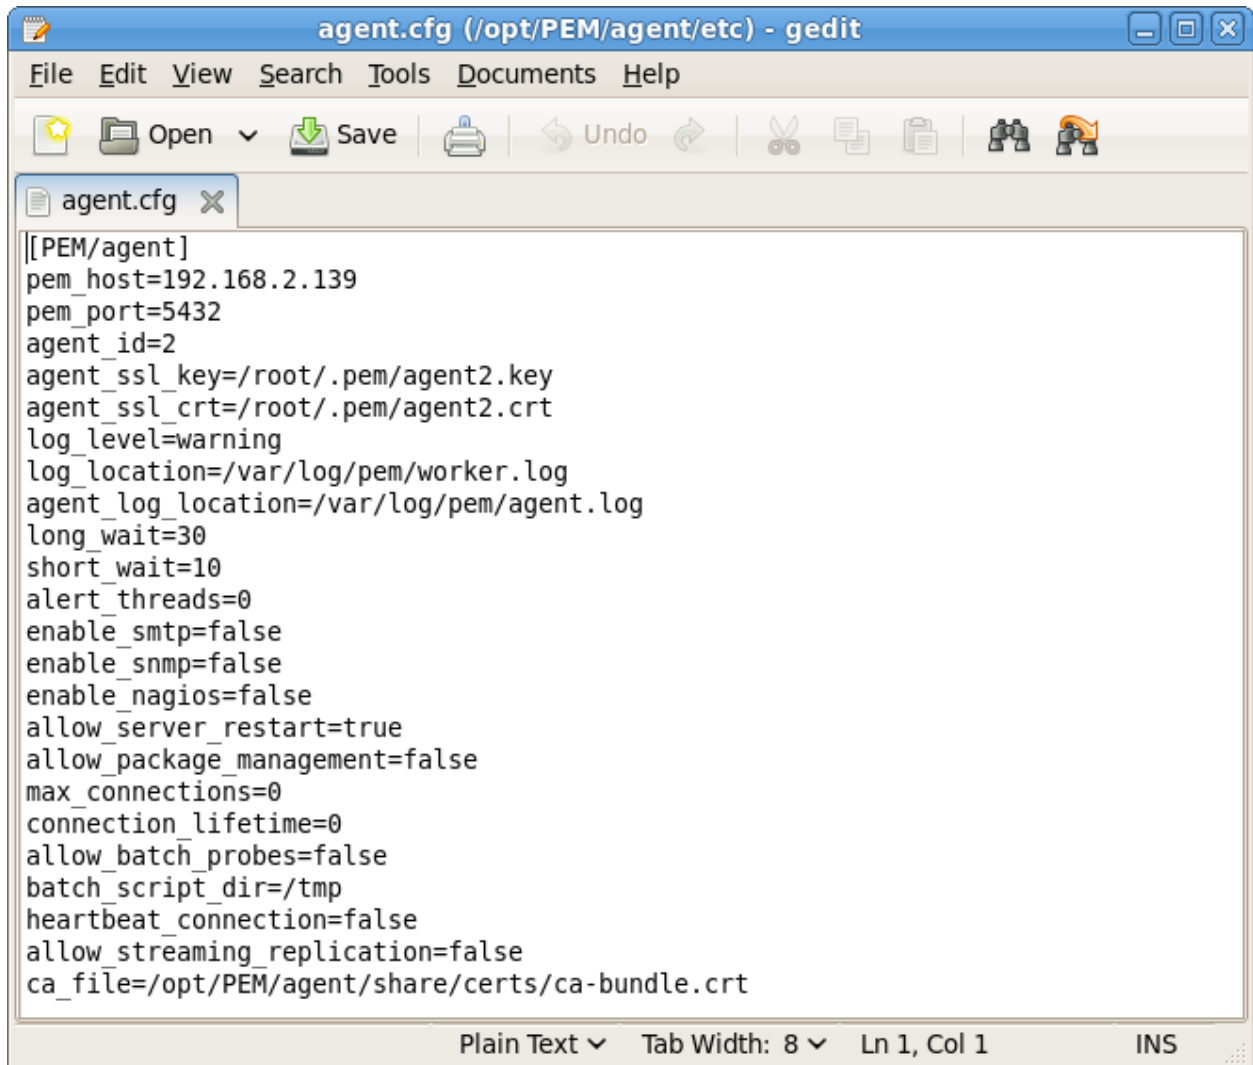 agent.cfg (/opt/PEM/agent/etc) - gedit
File Edit View Search Tools Documents Help
Open Save Undo
agent.cfg
[PEM/agent]
pem_host=192.168.2.139
pem_port=5432
agent_id=2
agent_ssl_key=/root/.pem/agent2.key
agent_ssl_crt=/root/.pem/agent2.crt
log_level=warning
log_location=/var/log/pem/worker.log
agent_log_location=/var/log/pem/agent.log
long_wait=30
short_wait=10
alert_threads=0
enable_smtp=false
enable_snmp=false
enable_nagios=false
allow_server_restart=true
allow_package_management=false
max_connections=0
connection_lifetime=0
allow_batch_probes=false
batch_script_dir=/tmp
heartbeat_connection=false
allow_streaming_replication=false
ca_file=/opt/PEM/agent/share/certs/ca-bundle.crt
Plain Text Tab Width: 8 Ln 1, Col 1 INS